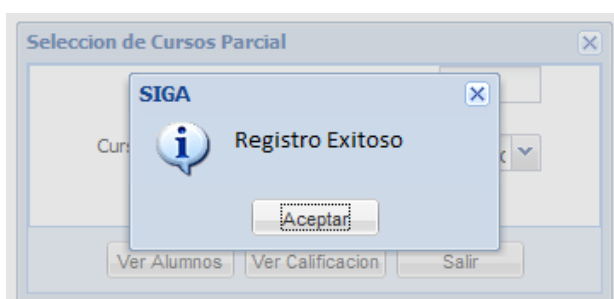 Seleccion de Cursos Parcial
SIGA
Registro Exitoso
Aceptar
Ver Alumnos
Ver Calificacion
Salir